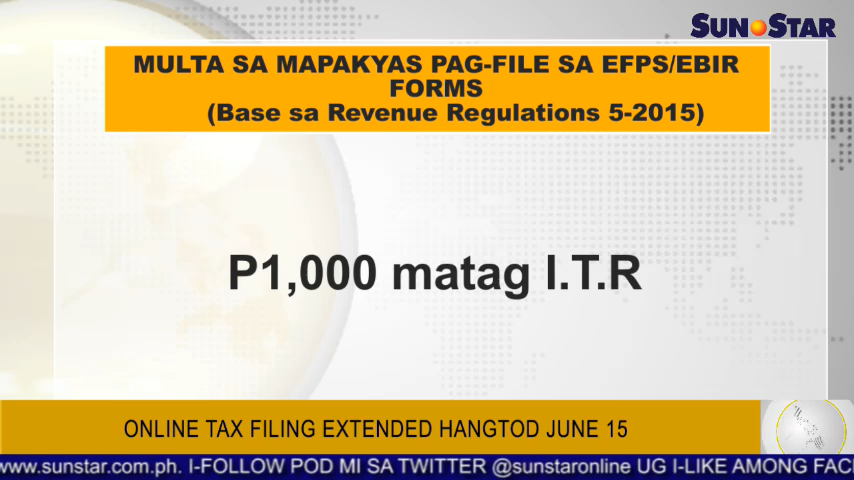 SUN STAR
MULTA SA MAPAKYAS PAG-FILE SA EFPS/EBIR
FORMS
(Base sa Revenue Regulations 5-2015)
P1,000 matag I.T.R
ONLINE TAX FILING EXTENDED HANGTOD JUNE 15
www.sunstar.com.ph. I-FOLLOW POD MI SA TWITTER @sunstaronline UG I-LIKE AMONG FAC